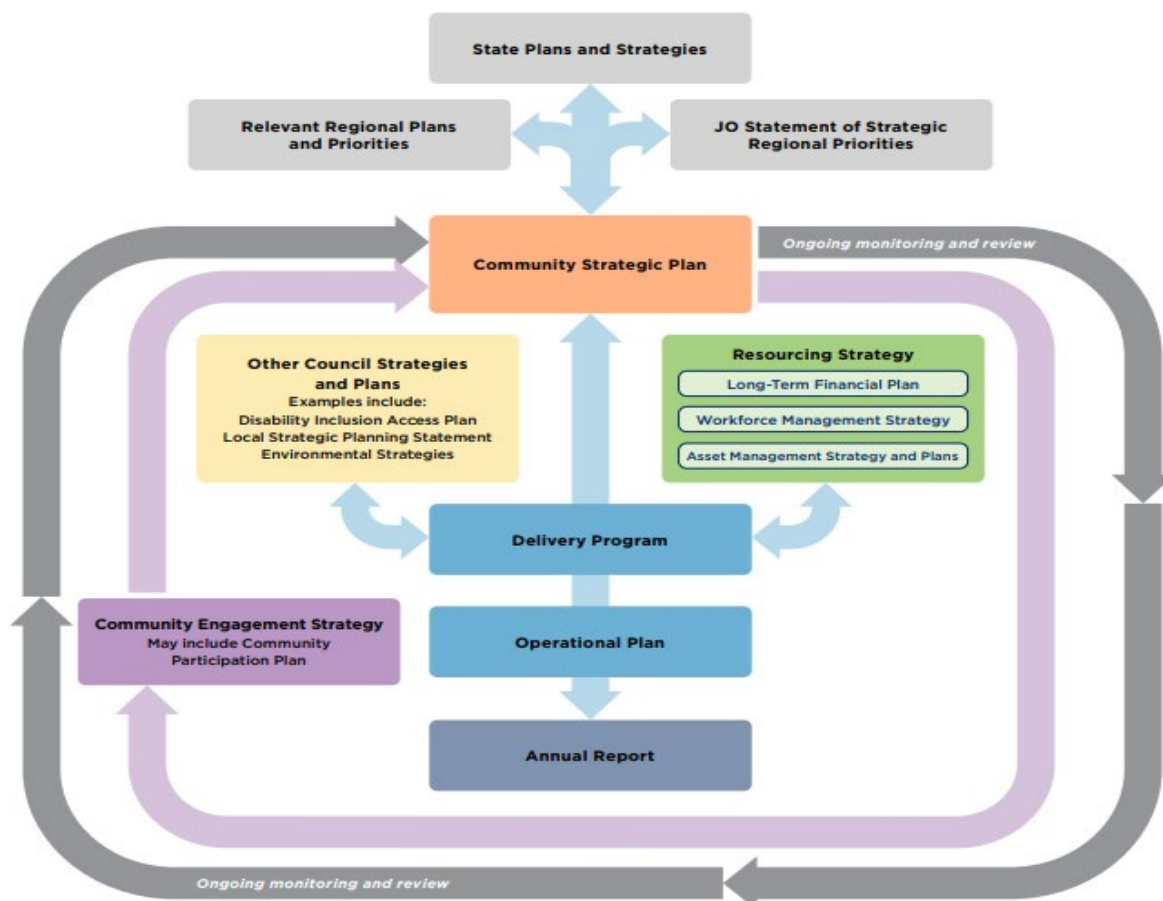 State Plans and Strategies
Relevant Regional Plans
and Priorities
JO Statement of Strategic
Regional Priorities
Community Strategic Plan
Ongoing monitoring and review
Other Council Strategies
and Plans
Examples include:
Disability Inclusion Access Plan
Local Strategic Planning Statement
Environmental Strategies
Resourcing Strategy
Long-Term Financial Plan
Workforce Management Strategy
Asset Management Strategy and Plans
Delivery Program
Community Engagement Strategy
May include Community
Participation Plan
Operational Plan
Annual Report
Ongoing monitoring and review